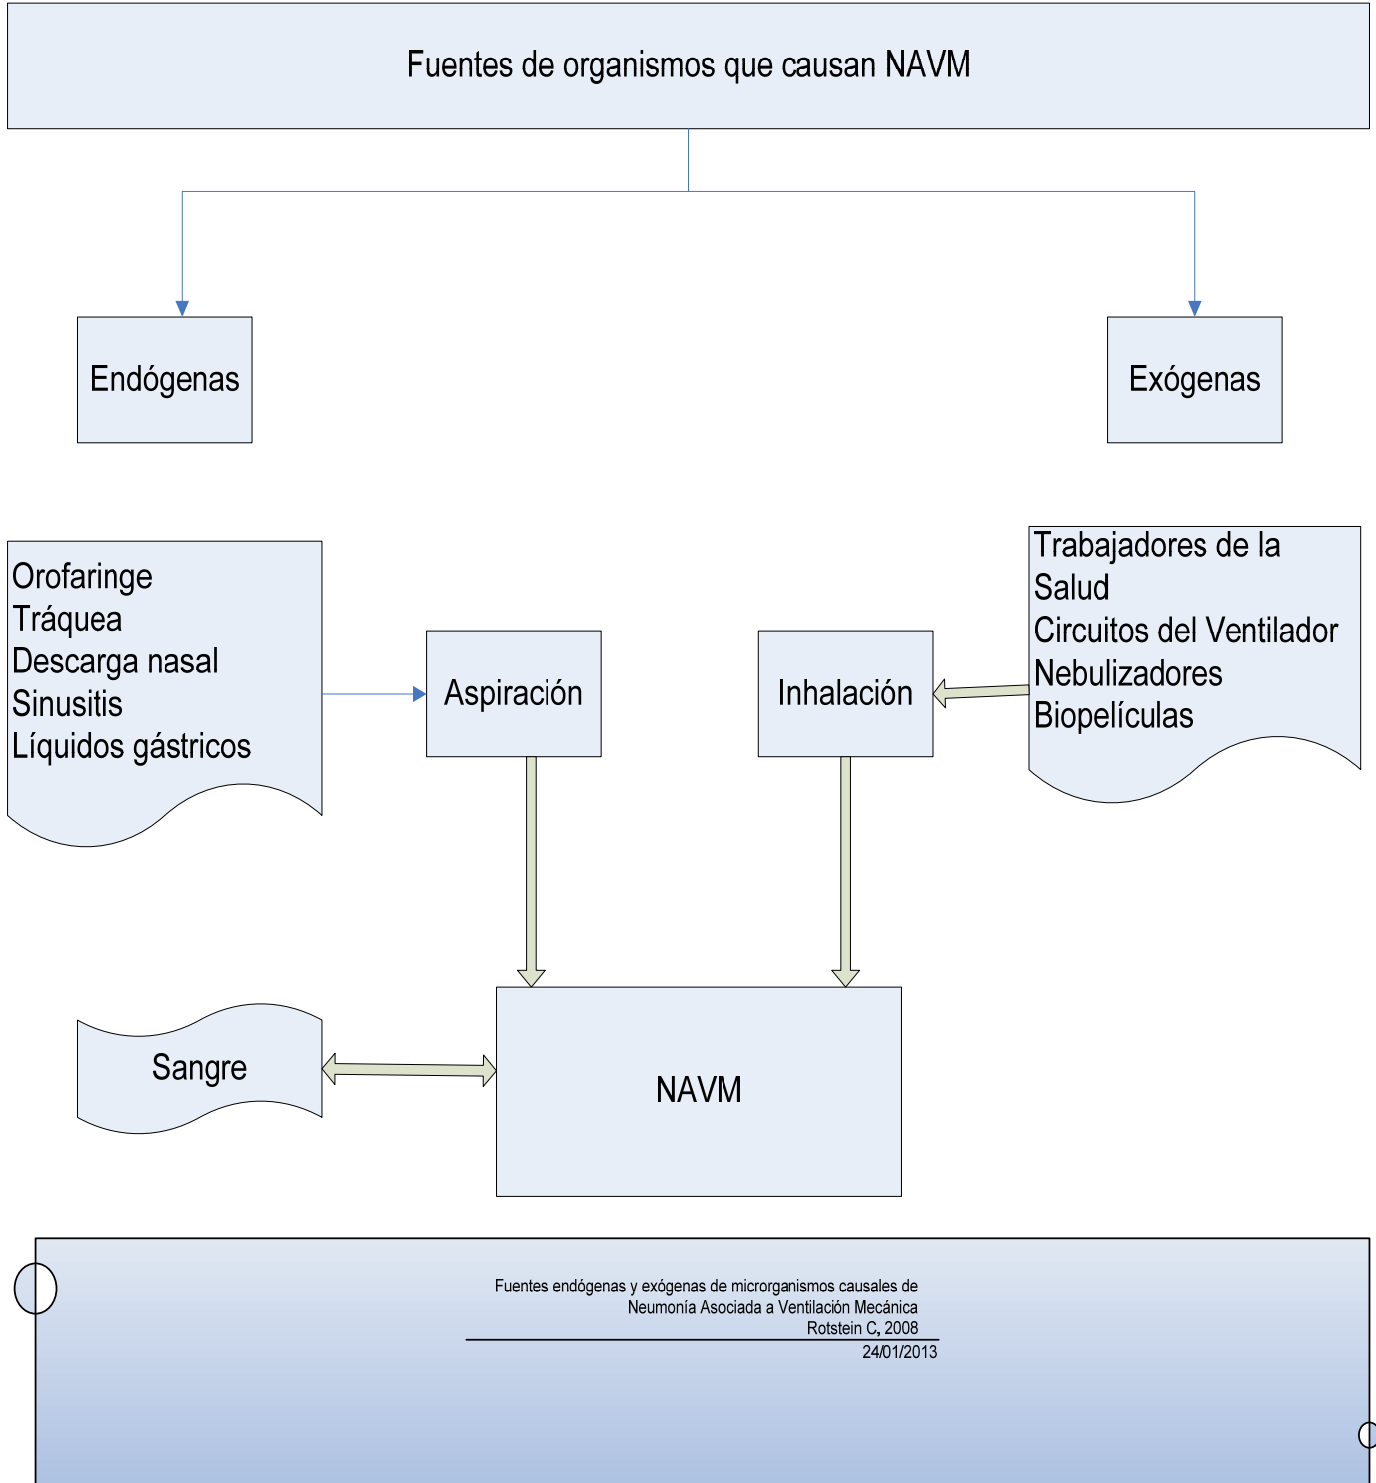 Fuentes de organismos que causan NAVM
Endógenas
Exógenas
Orofaringe
Tráquea
Descarga nasal
Sinusitis
Líquidos gástricos
Aspiración
Inhalación
Trabajadores de la
Salud
Circuitos del Ventilador
Nebulizadores
Biopelículas
Sangre
NAVM
Fuentes endógenas y exógenas de microrganismos causales de
Neumonía Asociada a Ventilación Mecánica
Rotstein C, 2008
24/01/2013